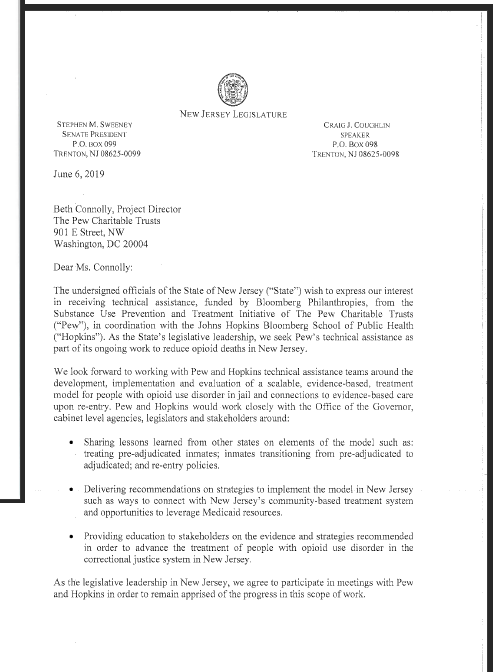 NEW JERSEY LEGISLATURE
STEPHEN M. SWEENEY
SENATE PRESIDENT
P.O. BOX 099
TRENTON, NJ 08625-0099
CRAIG J. COUGHLIN
SPEAKER
P.O. BOX 098
TRENTON, NJ 08625-0098
June 6, 2019
Beth Connolly, Project Director
The Pew Charitable Trusts
901 E Street, NW
Washington, DC 20004
Dear Ms. Connolly:
The undersigned officials of the State of New Jersey ("State") wish to express our interest
in receiving technical assistance, funded by Bloomberg Philanthropies, from the
Substance Use Prevention and Treatment Initiative of The Pew Charitable Trusts
("Pew"), in coordination with the Johns Hopkins Bloomberg School of Public Health
("Hopkins"). As the State's legislative leadership, we seek Pew's technical assistance as
part of its ongoing work to reduce opioid deaths in New Jersey.
We look forward to working with Pew and Hopkins technical assistance teams around the
development, implementation and evaluation of a scalable, evidence-based, treatment
model for people with opioid use disorder in jail and connections to evidence-based care
upon re-entry. Pew and Hopkins would work closely with the Office of the Governor,
cabinet level agencies, legislators and stakeholders around:
• Sharing lessons learned from other states on elements of the model such as:
treating pre-adjudicated inmates; inmates transitioning from pre-adjudicated to
adjudicated; and re-entry policies.
• Delivering recommendations on strategies to implement the model in New Jersey
such as ways to connect with New Jersey's community-based treatment system
and opportunities to leverage Medicaid resources.
• Providing education to stakeholders on the evidence and strategies recommended
in order to advance the treatment of people with opioid use disorder in the
correctional justice system in New Jersey.
As the legislative leadership in New Jersey, we agree to participate in meetings with Pew
and Hopkins in order to remain apprised of the progress in this scope of work.